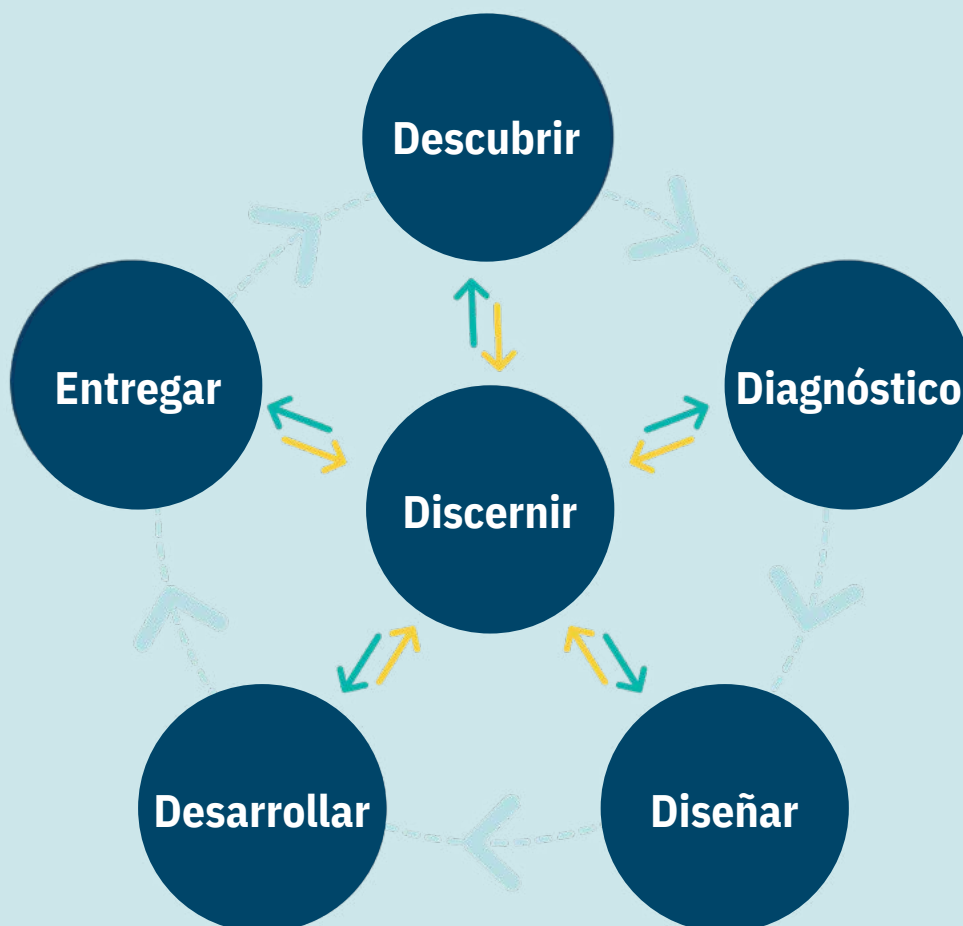 Descubrir
Entregar
Diagnóstico
Discernir
Desarrollar
Diseñar